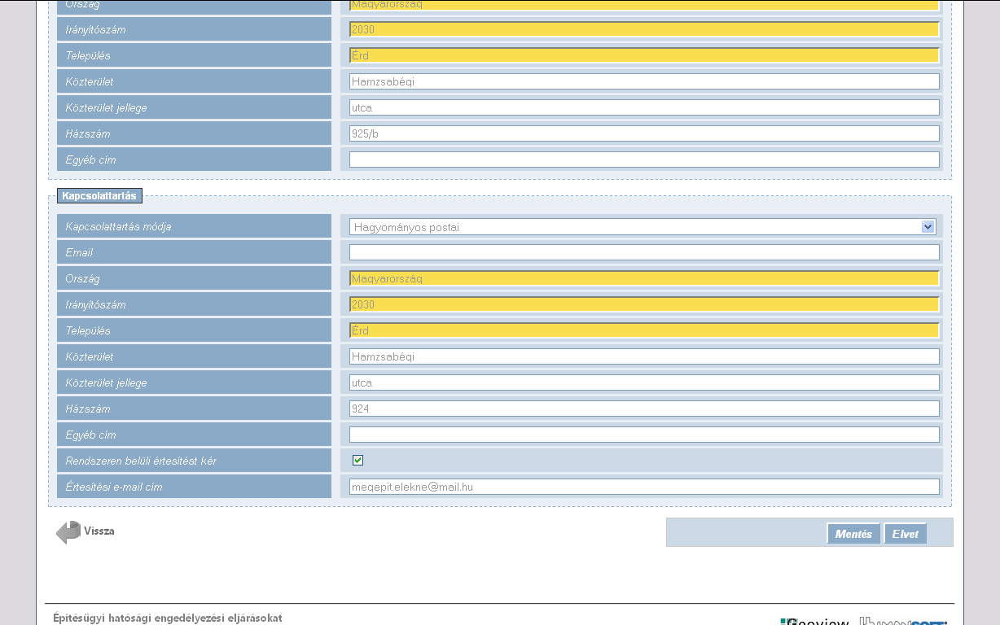 Ország Magyarország
Irányítószám 2030
Település Érd
Közterület Hamzsabégi
Közterület jellege utca
Házszám 925/b
Egyéb cím
Kapcsolattartás
Kapcsolattartás módja Hagyományos postai
Email
Ország Magyarország
Irányítószám 2030
Település Érd
Közterület Hamzsabégi
Közterület jellege utca
Házszám 924
Egyéb cím
Rendszeren belüli értesítést kér
Értesítési e-mail cím megepit.elekne@mail.hu
Vissza Mentés Elvet
Építésügyi hatósági engedélyezési eljárásokat
Geoview HUMANSOFT